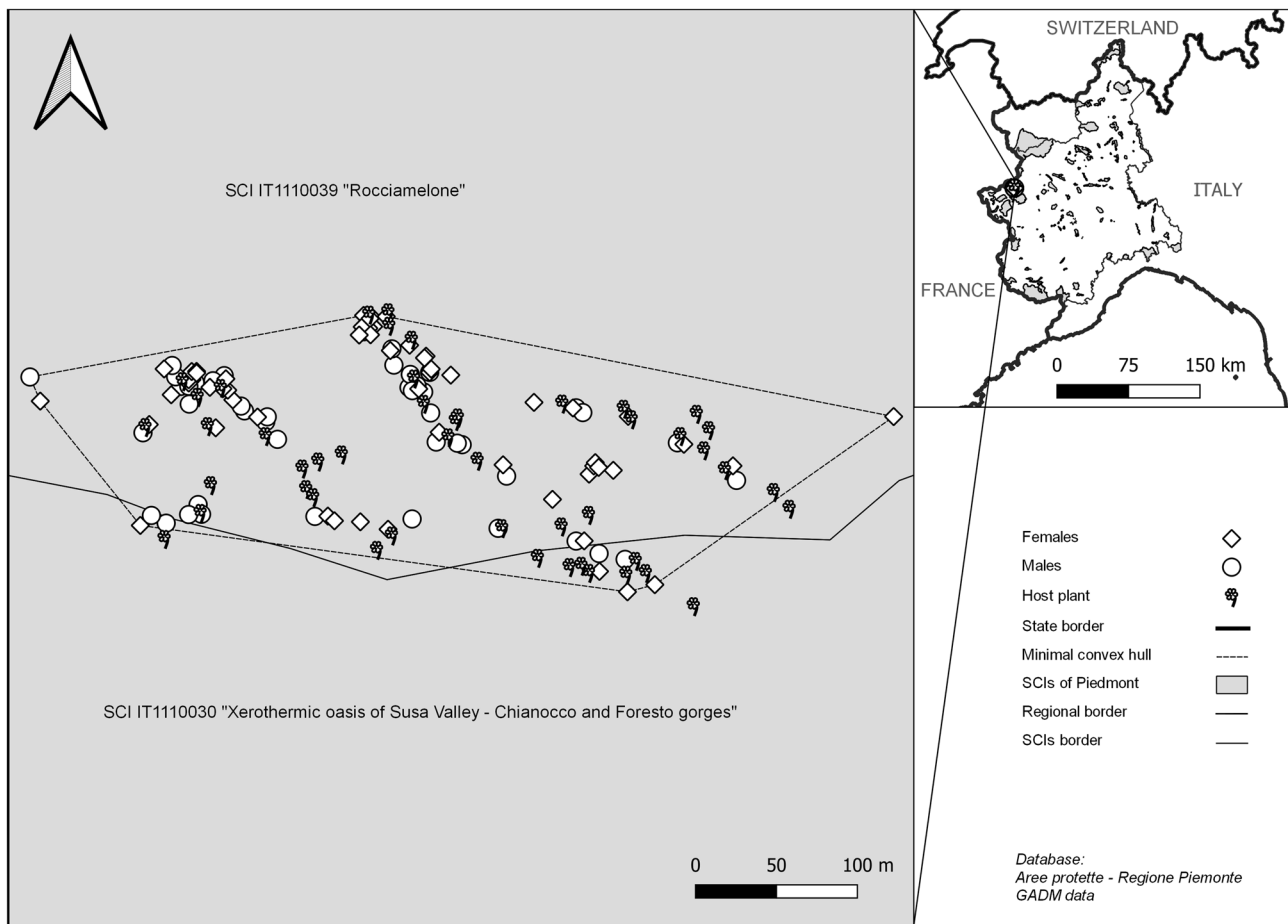 SCI IT1110039 "Rocciamelone"
SCI IT1110030 "Xerothermic oasis of Susa Valley - Chianocco and Foresto gorges"
0 50 100 m
SWITZERLAND
ITALY
FRANCE
0 75 150 km
Females
Males
Host plant
State border
Minimal convex hull
SCIs of Piedmont
Regional border
SCIs border
Database:
Aree protette - Regione Piemonte
GADM data